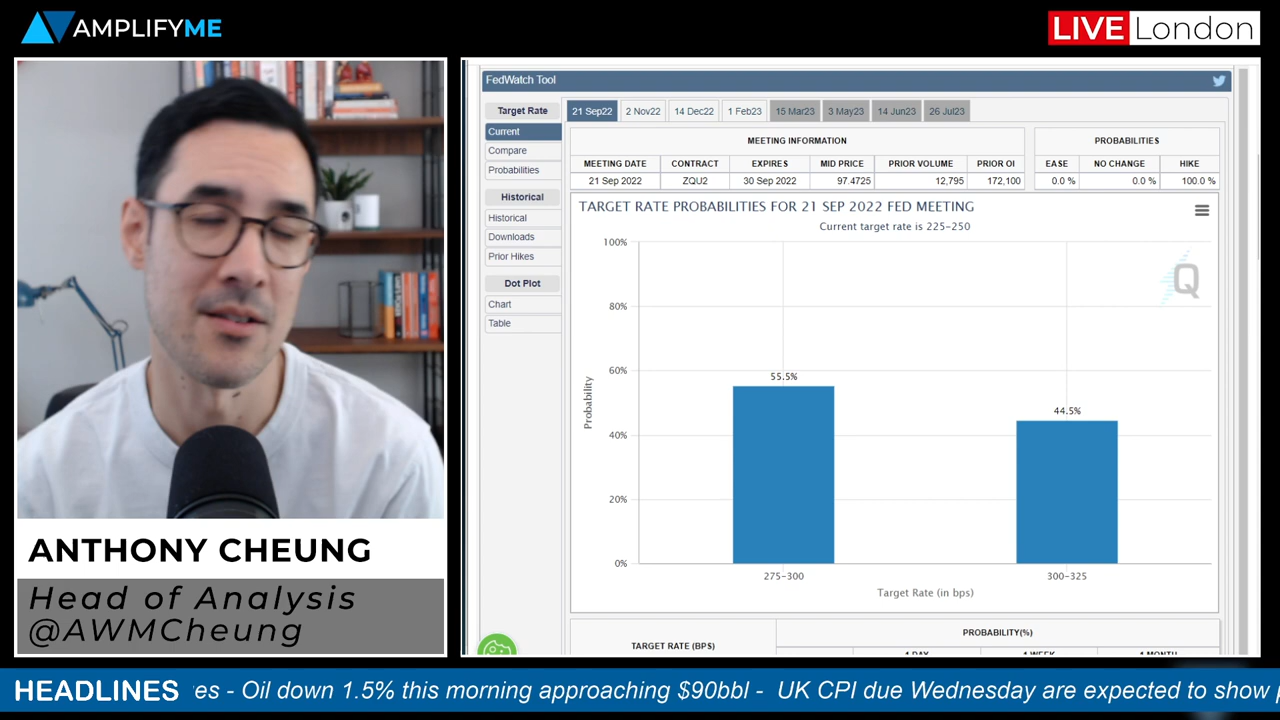 AMPLIFYME
LIVE London
FedWatch Tool
Target Rate
Current
Compare
Probabilities
Historical
Historical
Downloads
Prior Hikes
Dot Plot
Chart
Table
21 Sep22 2 Nov22 14 Dec22 1 Feb23 15 Mar23 3 May23 14 Jun23 26 Jul23
MEETING INFORMATION
MEETING DATE CONTRACT EXPIRES MID PRICE PRIOR VOLUME PRIOR OI
21 Sep 2022 ZQU2 30 Sep 2022 97.4725 12,795 172,100
PROBABILITIES
EASE NO CHANGE HIKE
0.0 % 0.0 % 100.0 %
TARGET RATE PROBABILITIES FOR 21 SEP 2022 FED MEETING
Current target rate is 225-250
Q
Probability
100%
80%
60%
40%
20%
0%
55.5%
44.5%
275-300 300-325
Target Rate (in bps)
TARGET RATE (BPS)
PROBABILITY(%)
1 DAY 1 WEEK 1 MONTH
ANTHONY CHEUNG
Head of Analysis
@AWMCheung
HEADLINES
es - Oil down 1.5% this morning approaching $90bbl - UK CPI due Wednesday are expected to show